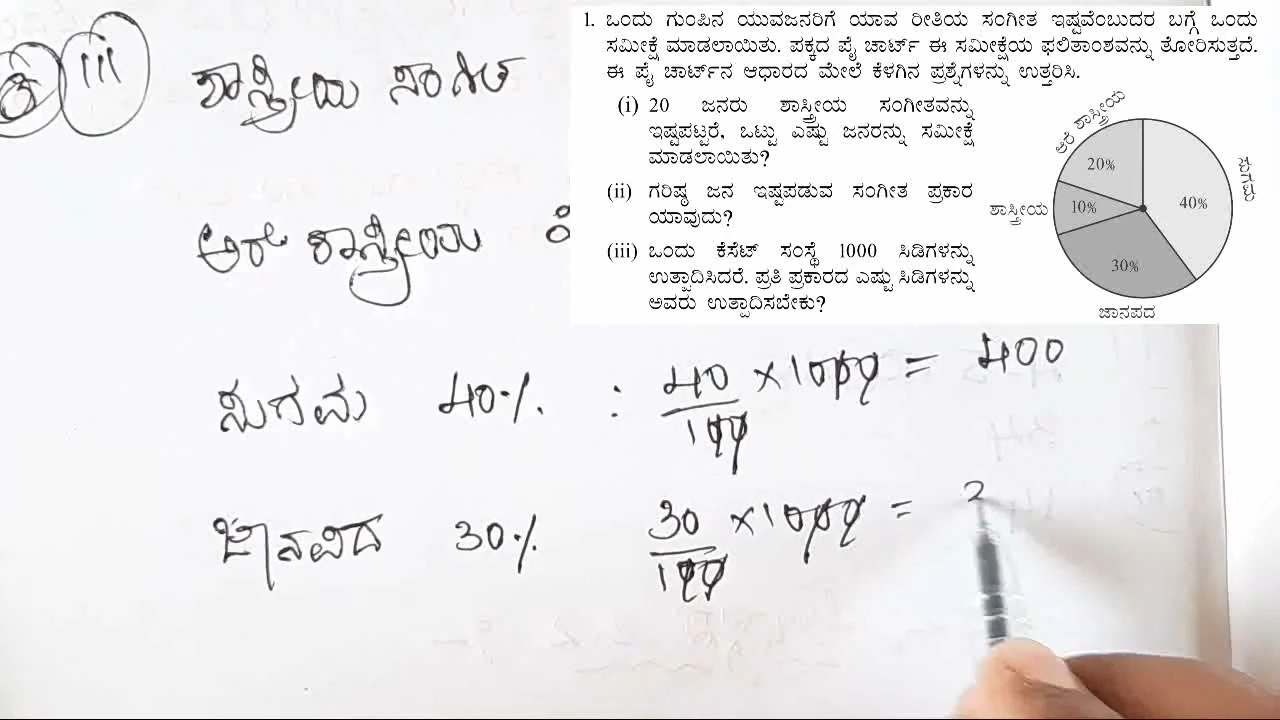 1. ಒಂದು ಗುಂಪಿನ ಯುವಜನರಿಗೆ ಯಾವ ರೀತಿಯ ಸಂಗೀತ ಇಷ್ಟವೆಂಬುದರ ಬಗ್ಗೆ ಒಂದು
ಸಮೀಕ್ಷೆ ಮಾಡಲಾಯಿತು. ಪಕ್ಕದ ಪೈ ಚಾರ್ಟ್ ಈ ಸಮೀಕ್ಷೆಯ ಫಲಿತಾಂಶವನ್ನು ತೋರಿಸುತ್ತದೆ.
ಈ ಪೈ ಚಾರ್ಟ್‌ನ ಆಧಾರದ ಮೇಲೆ ಕೆಳಗಿನ ಪ್ರಶ್ನೆಗಳನ್ನು ಉತ್ತರಿಸಿ.
(i) 20 ಜನರು ಶಾಸ್ತ್ರೀಯ ಸಂಗೀತವನ್ನು
ಇಷ್ಟಪಟ್ಟರೆ, ಒಟ್ಟು ಎಷ್ಟು ಜನರನ್ನು ಸಮೀಕ್ಷೆ
ಮಾಡಲಾಯಿತು?
(ii) ಗರಿಷ್ಠ ಜನ ಇಷ್ಟಪಡುವ ಸಂಗೀತ ಪ್ರಕಾರ
ಯಾವುದು?
(iii) ಒಂದು ಕೆಸೆಟ್ ಸಂಸ್ಥೆ 1000 ಸಿಡಿಗಳನ್ನು
ಉತ್ಪಾದಿಸಿದರೆ. ಪ್ರತಿ ಪ್ರಕಾರದ ಎಷ್ಟು ಸಿಡಿಗಳನ್ನು
ಅವರು ಉತ್ಪಾದಿಸಬೇಕು?
ಅರೆ ಶಾಸ್ತ್ರೀಯ
20%
ಸುಗಮ
40%
ಶಾಸ್ತ್ರೀಯ
10%
30%
ಜಾನಪದ
iii ಶಾಸ್ತ್ರೀಯ ಸಂಗೀತ
ಅರೆ ಶಾಸ್ತ್ರೀಯ
ಸುಗಮ 40% : 40/100 × 1000 = 400
30% 30/100 × 1000 =